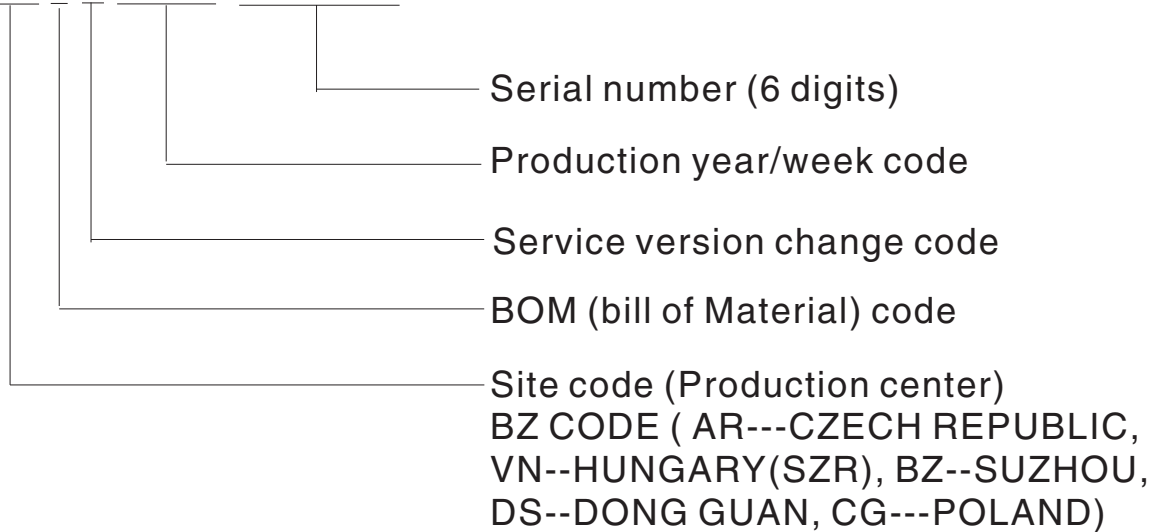 Serial number (6 digits)
Production year/week code
Service version change code
BOM (bill of Material) code
Site code (Production center)
BZ CODE ( AR---CZECH REPUBLIC,
VN--HUNGARY(SZR), BZ--SUZHOU,
DS--DONG GUAN, CG---POLAND)